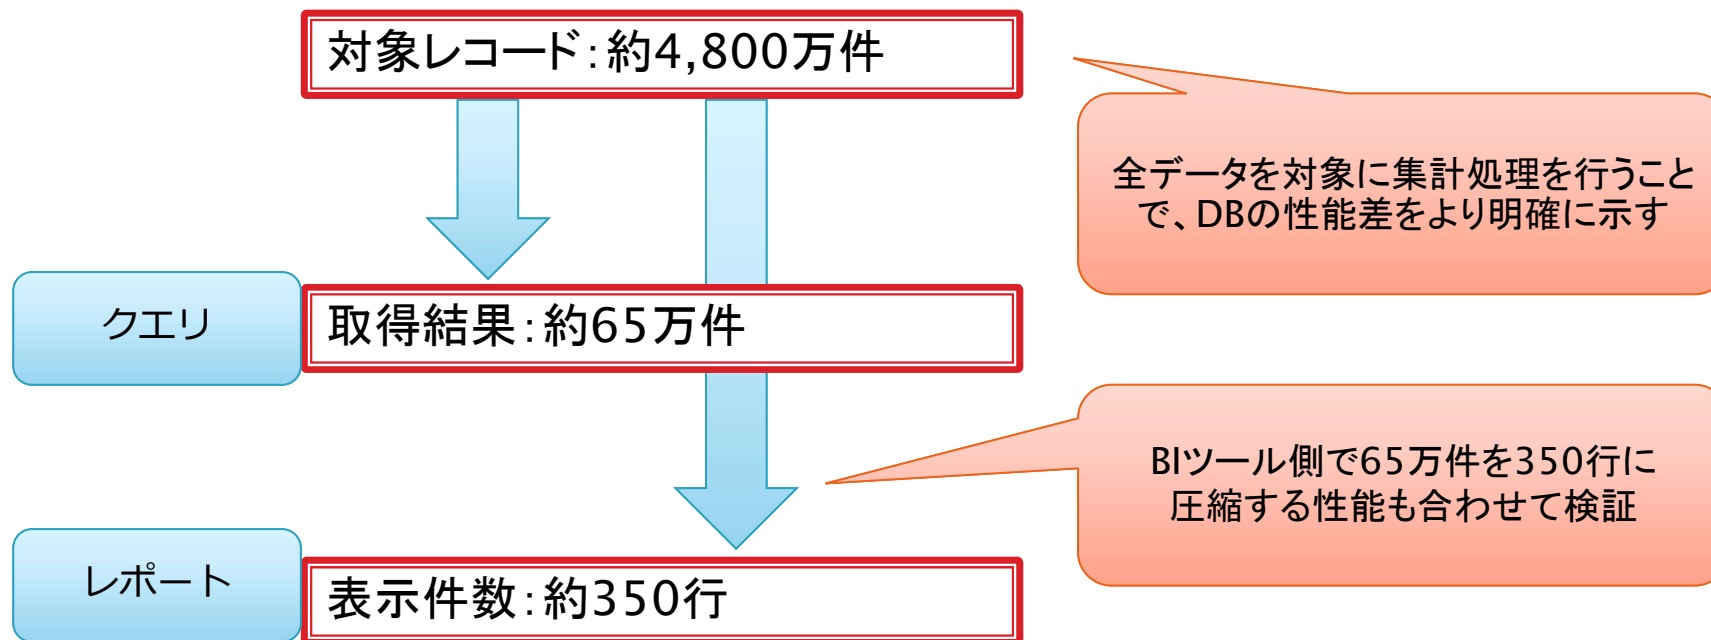 対象レコード：約4,800万件
全データを対象に集計処理を行うこと
で、DBの性能差をより明確に示す
クエリ
取得結果：約65万件
BIツール側で65万件を350行に
圧縮する性能も合わせて検証
レポート
表示件数：約350行